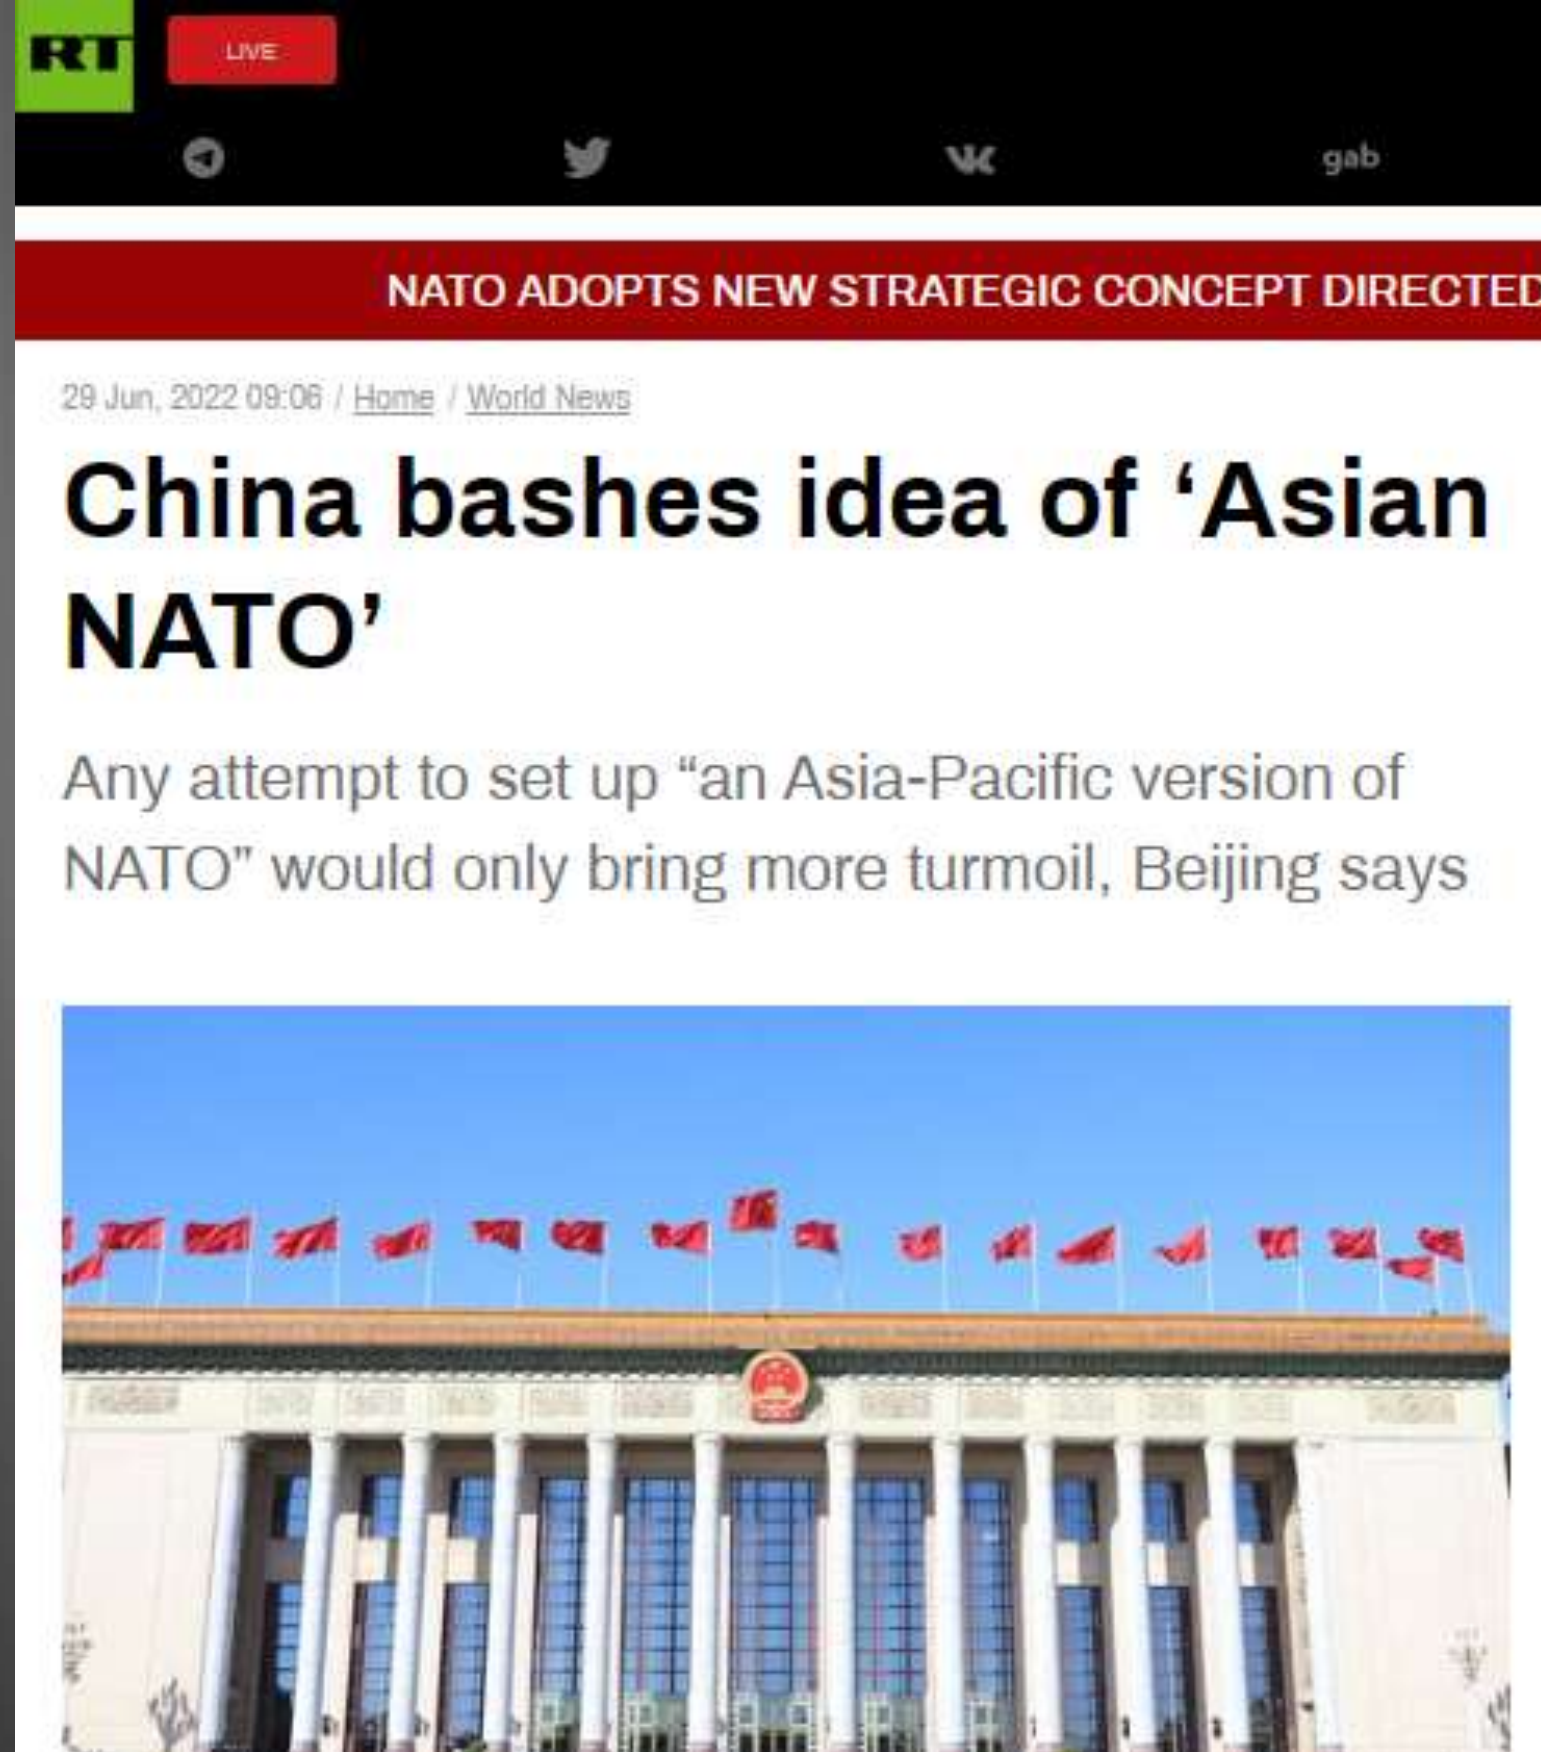 RT
LIVE
gab
NATO ADOPTS NEW STRATEGIC CONCEPT DIRECTED
29 Jun, 2022 09:06 / Home / World News
China bashes idea of ‘Asian
NATO’
Any attempt to set up “an Asia-Pacific version of
NATO” would only bring more turmoil, Beijing says